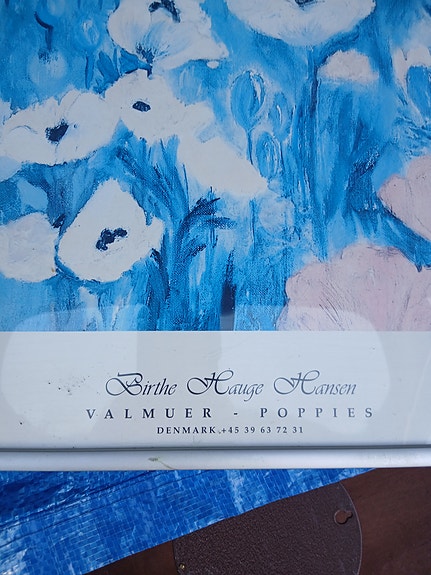 Birthe Hauge Hansen
VALMUER - POPPIES
DENMARK.+45 39 63 72 31